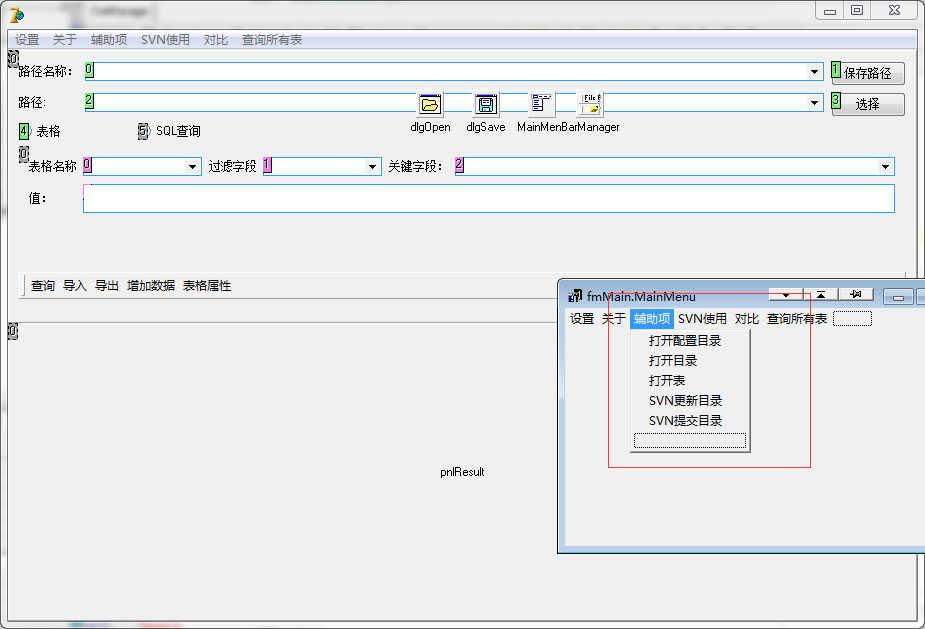 设置 关于 辅助项 SVN使用 对比 查询所有表
0
路径名称: 0 1 保存路径
路径: 2 3 选择
dlgOpen dlgSave MainMenBarManager
4 表格 5 SQL查询
0
表格名称 0 过滤字段 1 关键字段: 2
值:
查询 导入 导出 增加数据 表格属性
0
pnlResult
fmMain.MainMenu
设置 关于 辅助项 SVN使用 对比 查询所有表
打开配置目录
打开目录
打开表
SVN更新目录
SVN提交目录